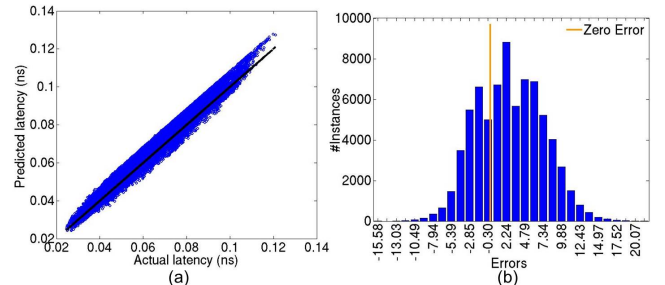 0.14
0.12
0.1
0.08
0.06
0.04
0.02
Predicted latency (ns)
0.02 0.04 0.06 0.08 0.1 0.12 0.14
Actual latency (ns)
(a)
10000
8000
6000
4000
2000
0
#Instances
Zero Error
-15.58 -13.03 -10.49 -7.94 -5.39 -2.85 -0.30 2.24 4.79 7.34 9.88 12.43 14.97 17.52 20.07
Errors
(b)